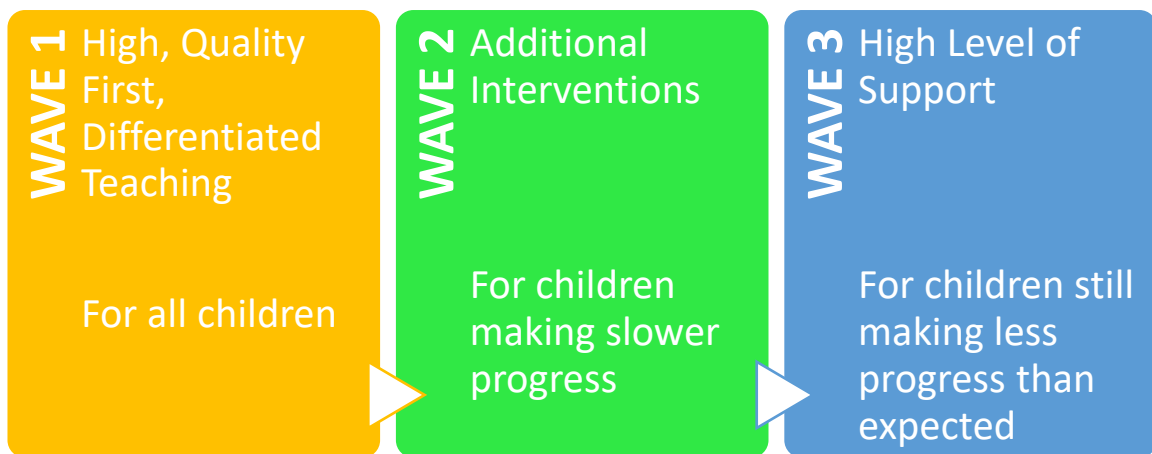 WAVE 1
High, Quality
First,
Differentiated
Teaching
For all children
WAVE 2
Additional
Interventions
For children
making slower
progress
WAVE 3
High Level of
Support
For children still
making less
progress than
expected